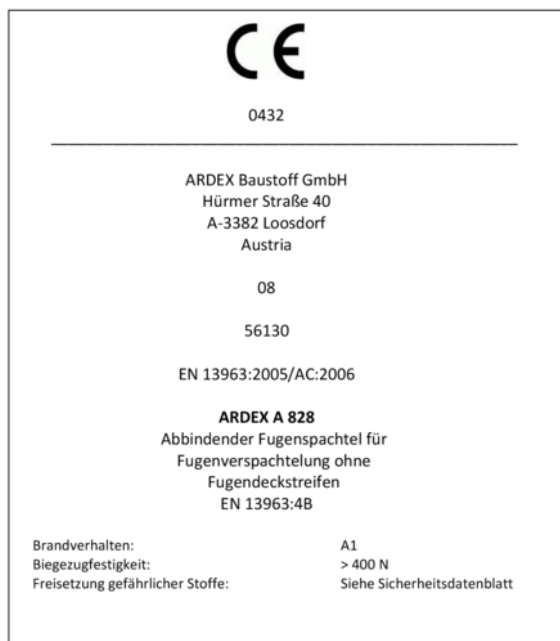 CE
0432
ARDEX Baustoff GmbH
Hürmer Straße 40
A-3382 Loosdorf
Austria
08
56130
EN 13963:2005/AC:2006
ARDEX A 828
Abbindender Fugenspachtel für
Fugenverspachtelung ohne
Fugendeckstreifen
EN 13963:4B
Brandverhalten: A1
Biegezugfestigkeit: > 400 N
Freisetzung gefährlicher Stoffe: Siehe Sicherheitsdatenblatt